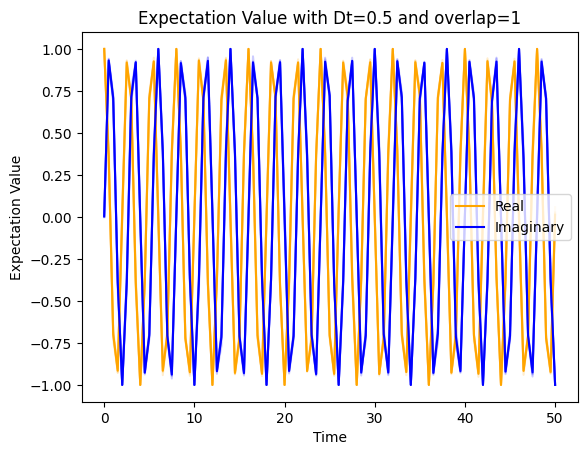 Expectation Value with Dt=0.5 and overlap=1
1.00
0.75
0.50
0.25
0.00
−0.25
−0.50
−0.75
−1.00
Expectation Value
Real
Imaginary
0 10 20 30 40 50
Time